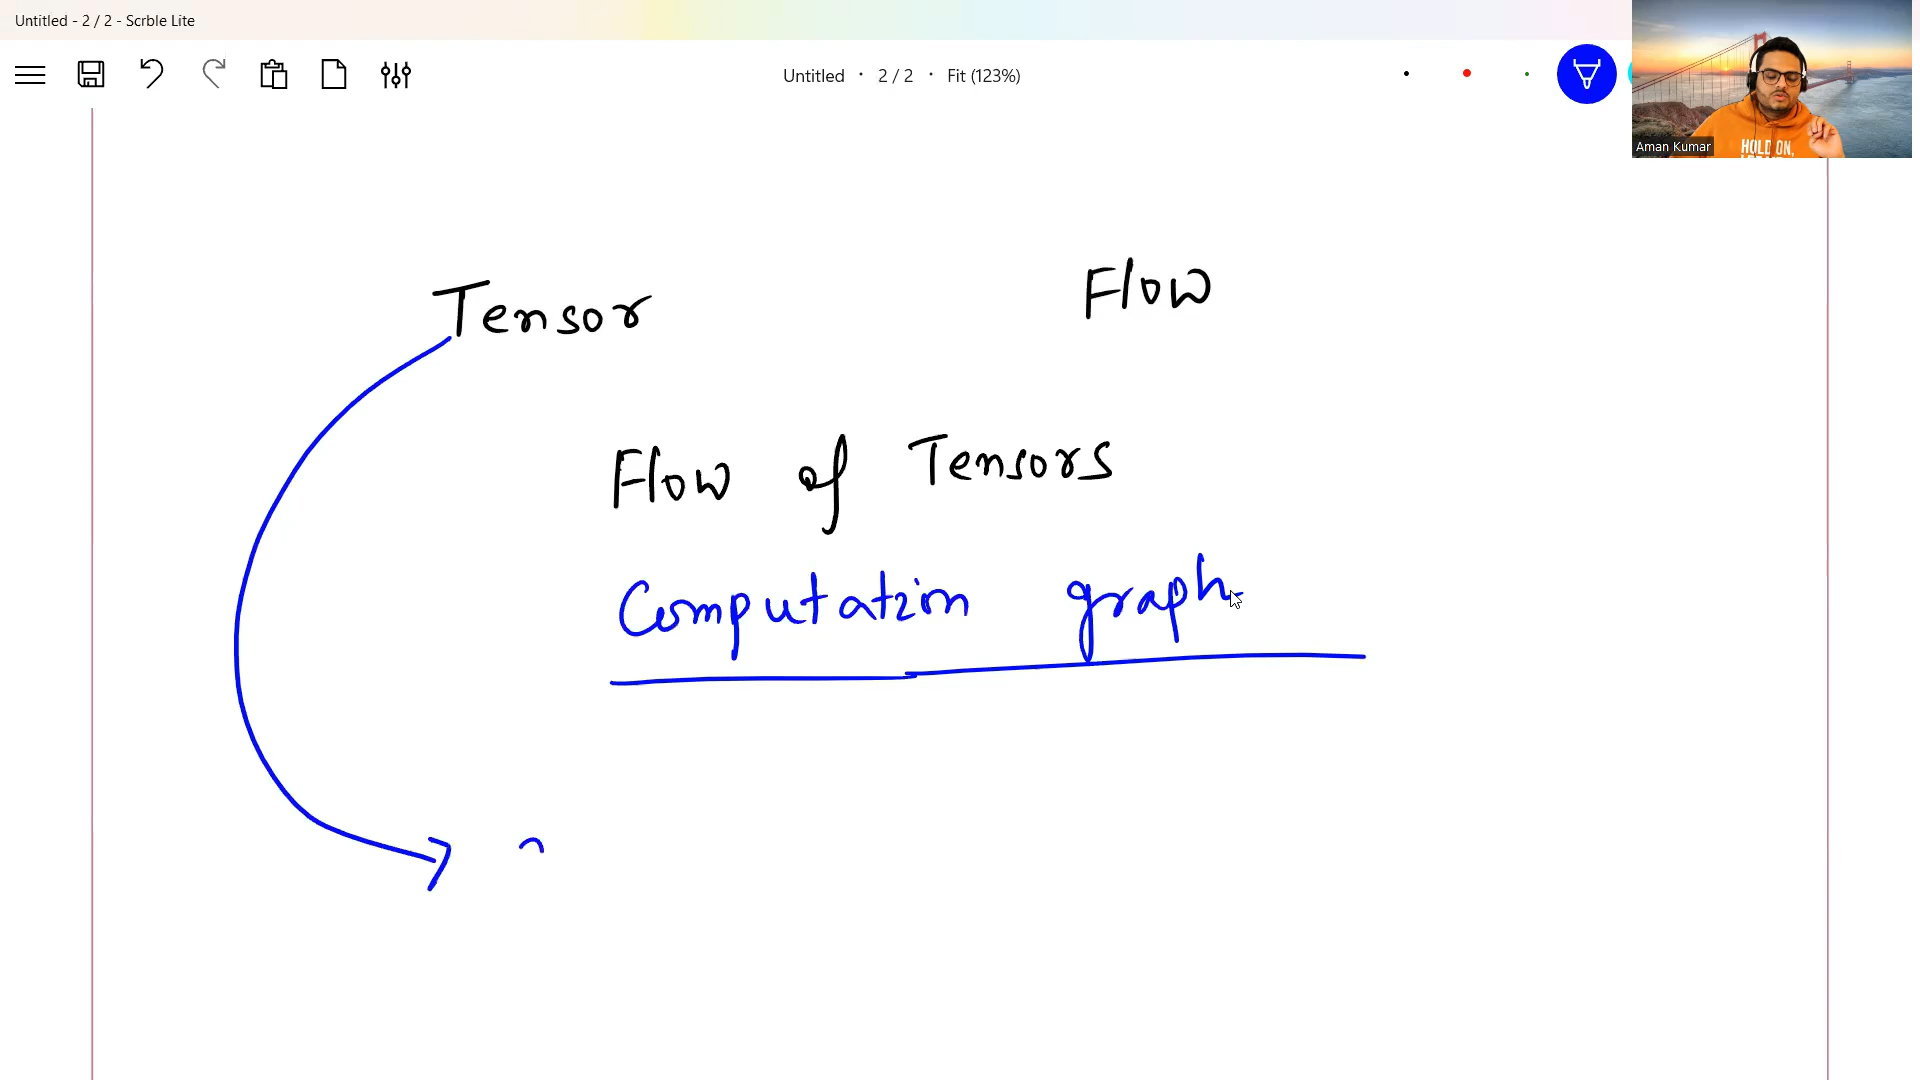 Untitled - 2 / 2 - Scrble Lite
Untitled • 2 / 2 • Fit (123%)
Aman Kumar
HOLD ON,
Tensor Flow
Flow of Tensors
Computation graph